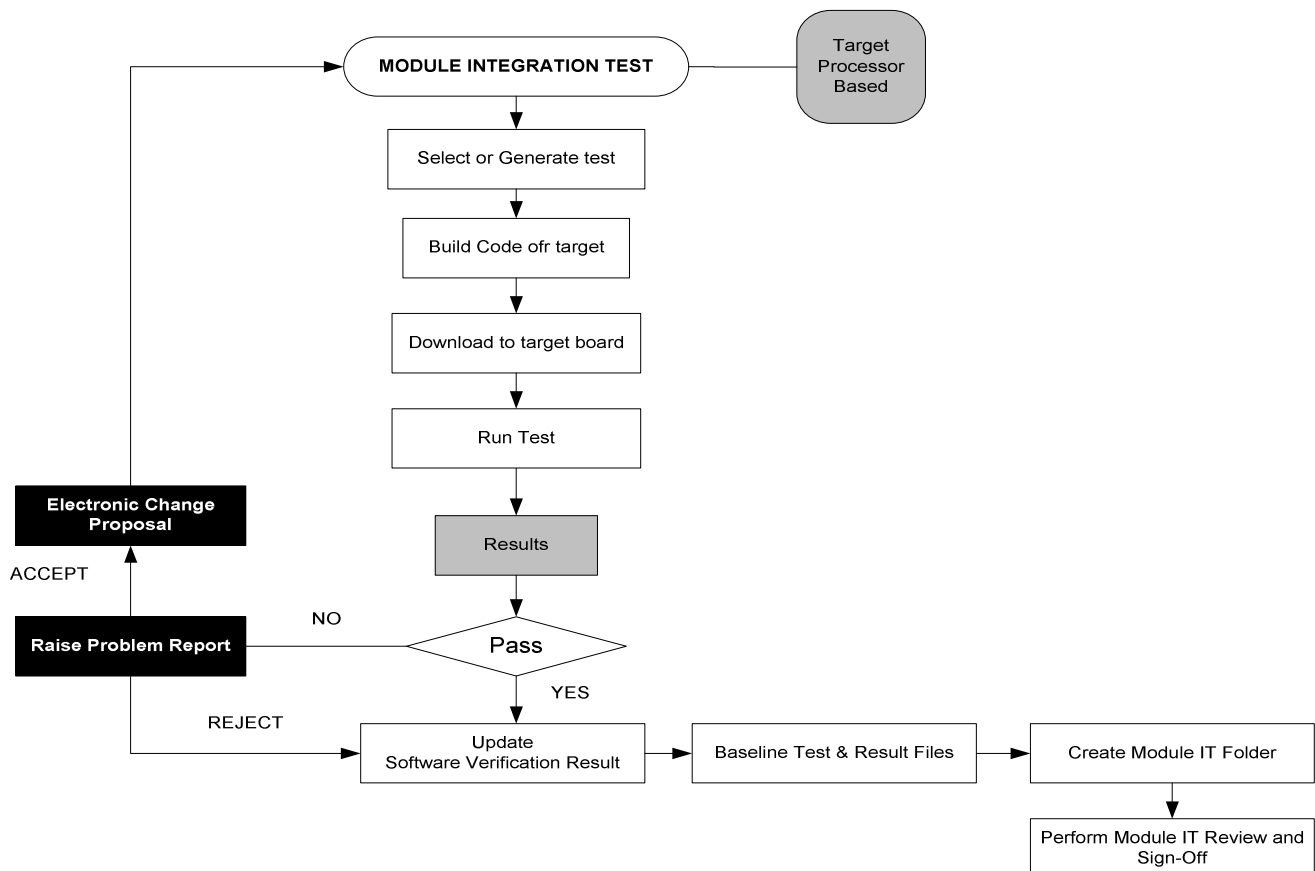 MODULE INTEGRATION TEST
Target
Processor
Based
Select or Generate test
Build Code ofr target
Download to target board
Run Test
Electronic Change
Proposal
Results
ACCEPT
Raise Problem Report
NO
Pass
YES
REJECT
Update
Software Verification Result
Baseline Test & Result Files
Create Module IT Folder
Perform Module IT Review and
Sign-Off